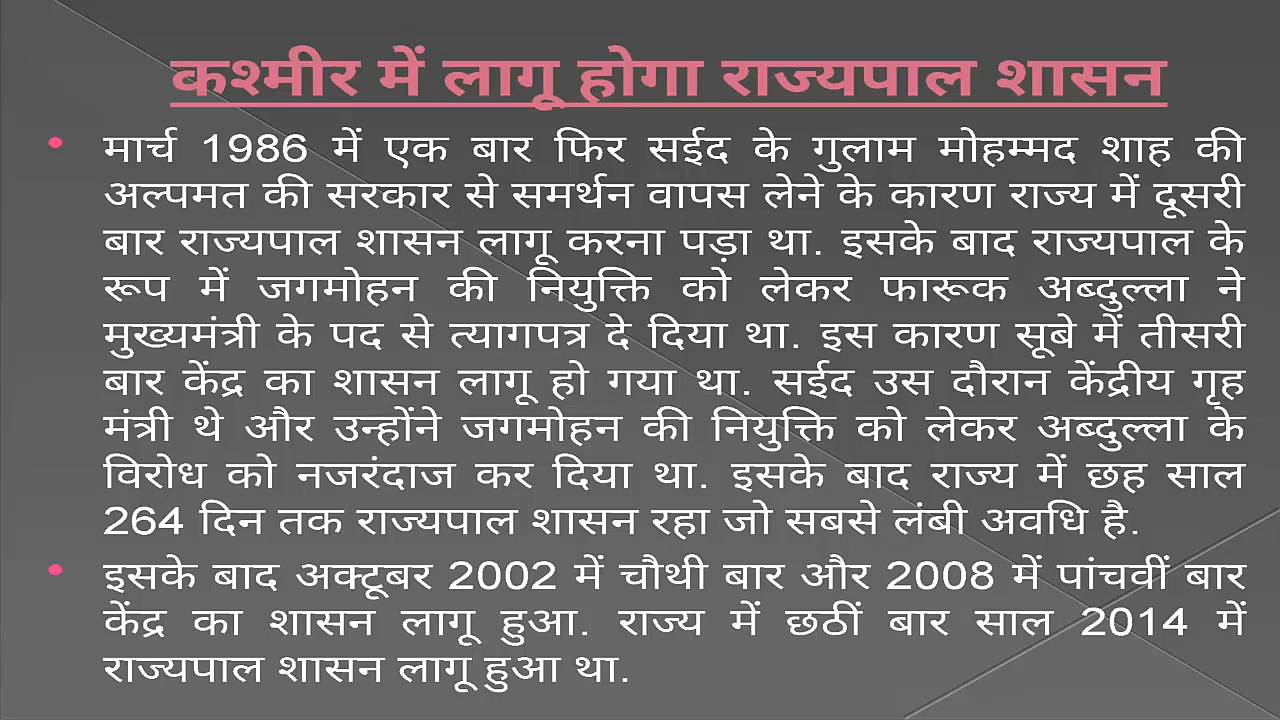 कश्मीर में लागू होगा राज्यपाल शासन
• मार्च 1986 में एक बार फिर सईद के गुलाम मोहम्मद शाह की
अल्पमत की सरकार से समर्थन वापस लेने के कारण राज्य में दूसरी
बार राज्यपाल शासन लागू करना पड़ा था. इसके बाद राज्यपाल के
रूप में जगमोहन की नियुक्ति को लेकर फारूक अब्दुल्ला ने
मुख्यमंत्री के पद से त्यागपत्र दे दिया था. इस कारण सूबे में तीसरी
बार केंद्र का शासन लागू हो गया था. सईद उस दौरान केंद्रीय गृह
मंत्री थे और उन्होंने जगमोहन की नियुक्ति को लेकर अब्दुल्ला के
विरोध को नजरंदाज कर दिया था. इसके बाद राज्य में छह साल
264 दिन तक राज्यपाल शासन रहा जो सबसे लंबी अवधि है.
• इसके बाद अक्टूबर 2002 में चौथी बार और 2008 में पांचवीं बार
केंद्र का शासन लागू हुआ. राज्य में छठीं बार साल 2014 में
राज्यपाल शासन लागू हुआ था.